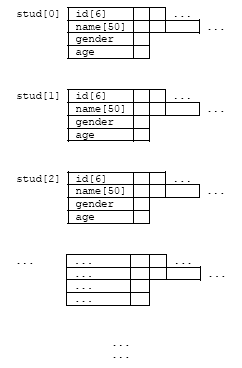 stud[0] id[6] ...
name[50] ...
gender
age
stud[1] id[6] ...
name[50] ...
gender
age
stud[2] id[6] ...
name[50] ...
gender
age
... ... ...
... ...
...
...
...
...